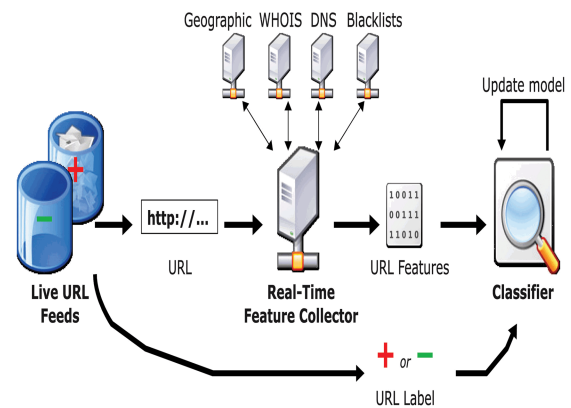 Geographic WHOIS DNS Blacklists
Update model
+
-
http://...
10011
00111
11010
URL
URL Features
Live URL
Feeds
Real-Time
Feature Collector
Classifier
+ or -
URL Label